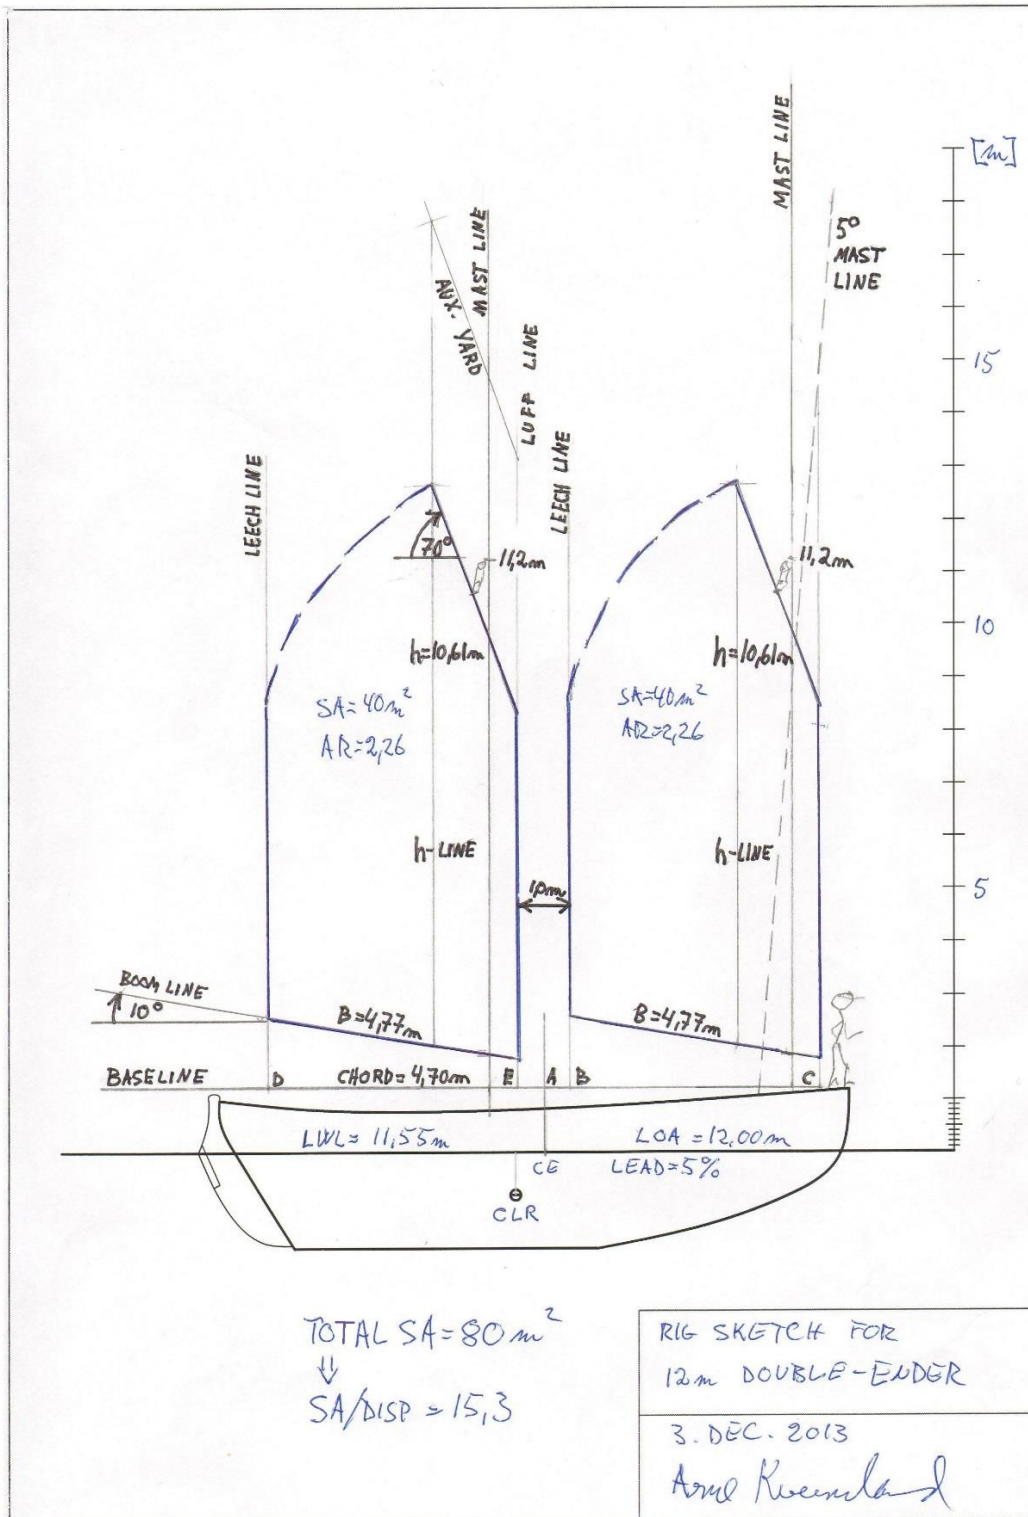 [m]
MAST LINE
5°
MAST
LINE
MAST LINE
AUX. YARD
LUFF LINE
15
LEECH LINE
LEECH LINE
70°
11,2m
11,2m
10
h=10,61m
h=10,61m
SA=40m²
AR=2,26
SA=40m²
AR=2,26
h-LINE
h-LINE
5
1,0m
BOOM LINE
10°
B=4,77m
B=4,77m
BASELINE
D
CHORD=4,70m
E
A
B
C
LWL=11,55m
LOA=12,00m
CE
LEAD=5%
CLR
TOTAL SA=80m²
⇓
SA/DISP=15,3
RIG SKETCH FOR
12m DOUBLE-ENDER
3. DEC. 2013